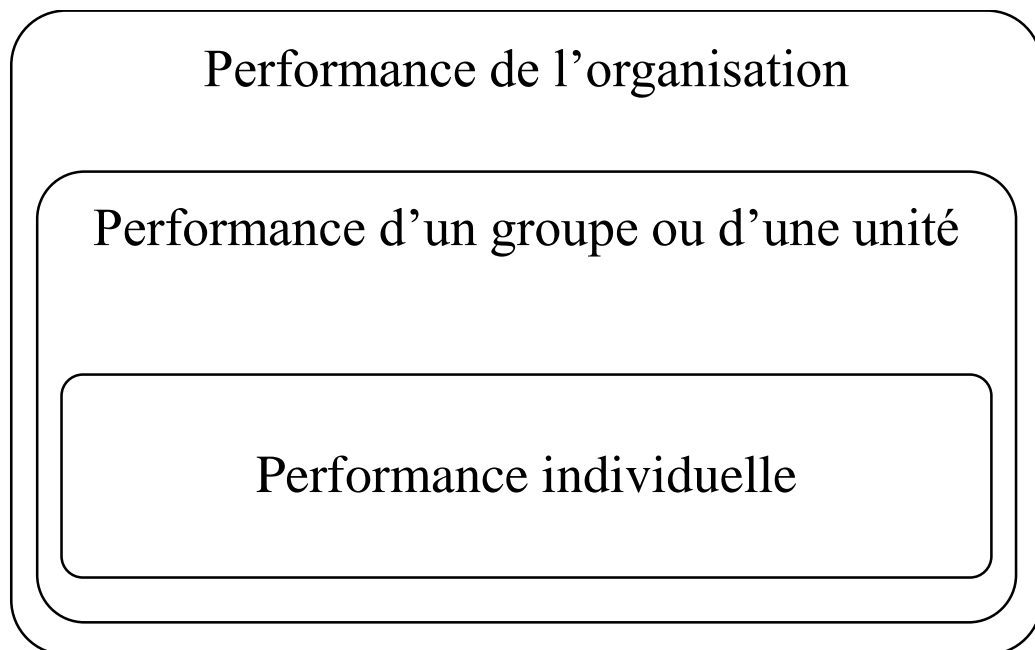 Performance de l’organisation
Performance d’un groupe ou d’une unité
Performance individuelle